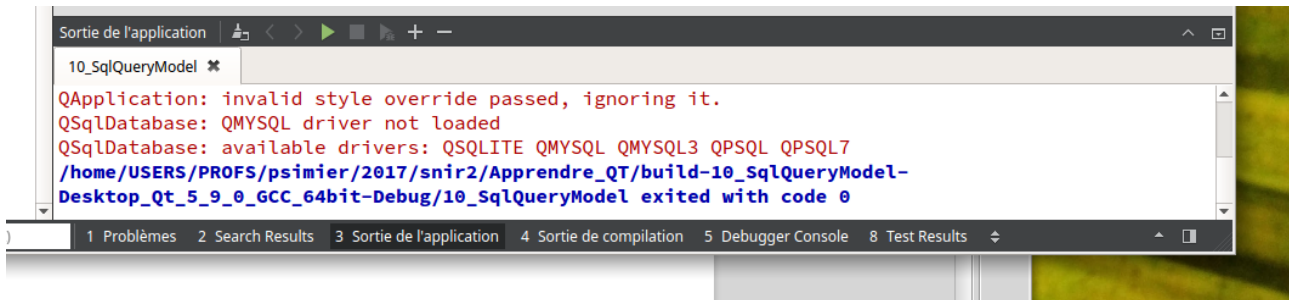 Sortie de l'application
10_SqlQueryModel
QApplication: invalid style override passed, ignoring it.
QSqlDatabase: QMYSQL driver not loaded
QSqlDatabase: available drivers: QSQLITE QMYSQL QMYSQL3 QPSQL QPSQL7
/home/USERS/PROFS/psimier/2017/snir2/Apprendre_QT/build-10_SqlQueryModel-
Desktop_Qt_5_9_0_GCC_64bit-Debug/10_SqlQueryModel exited with code 0
) 1 Problèmes 2 Search Results 3 Sortie de l'application 4 Sortie de compilation 5 Debugger Console 8 Test Results